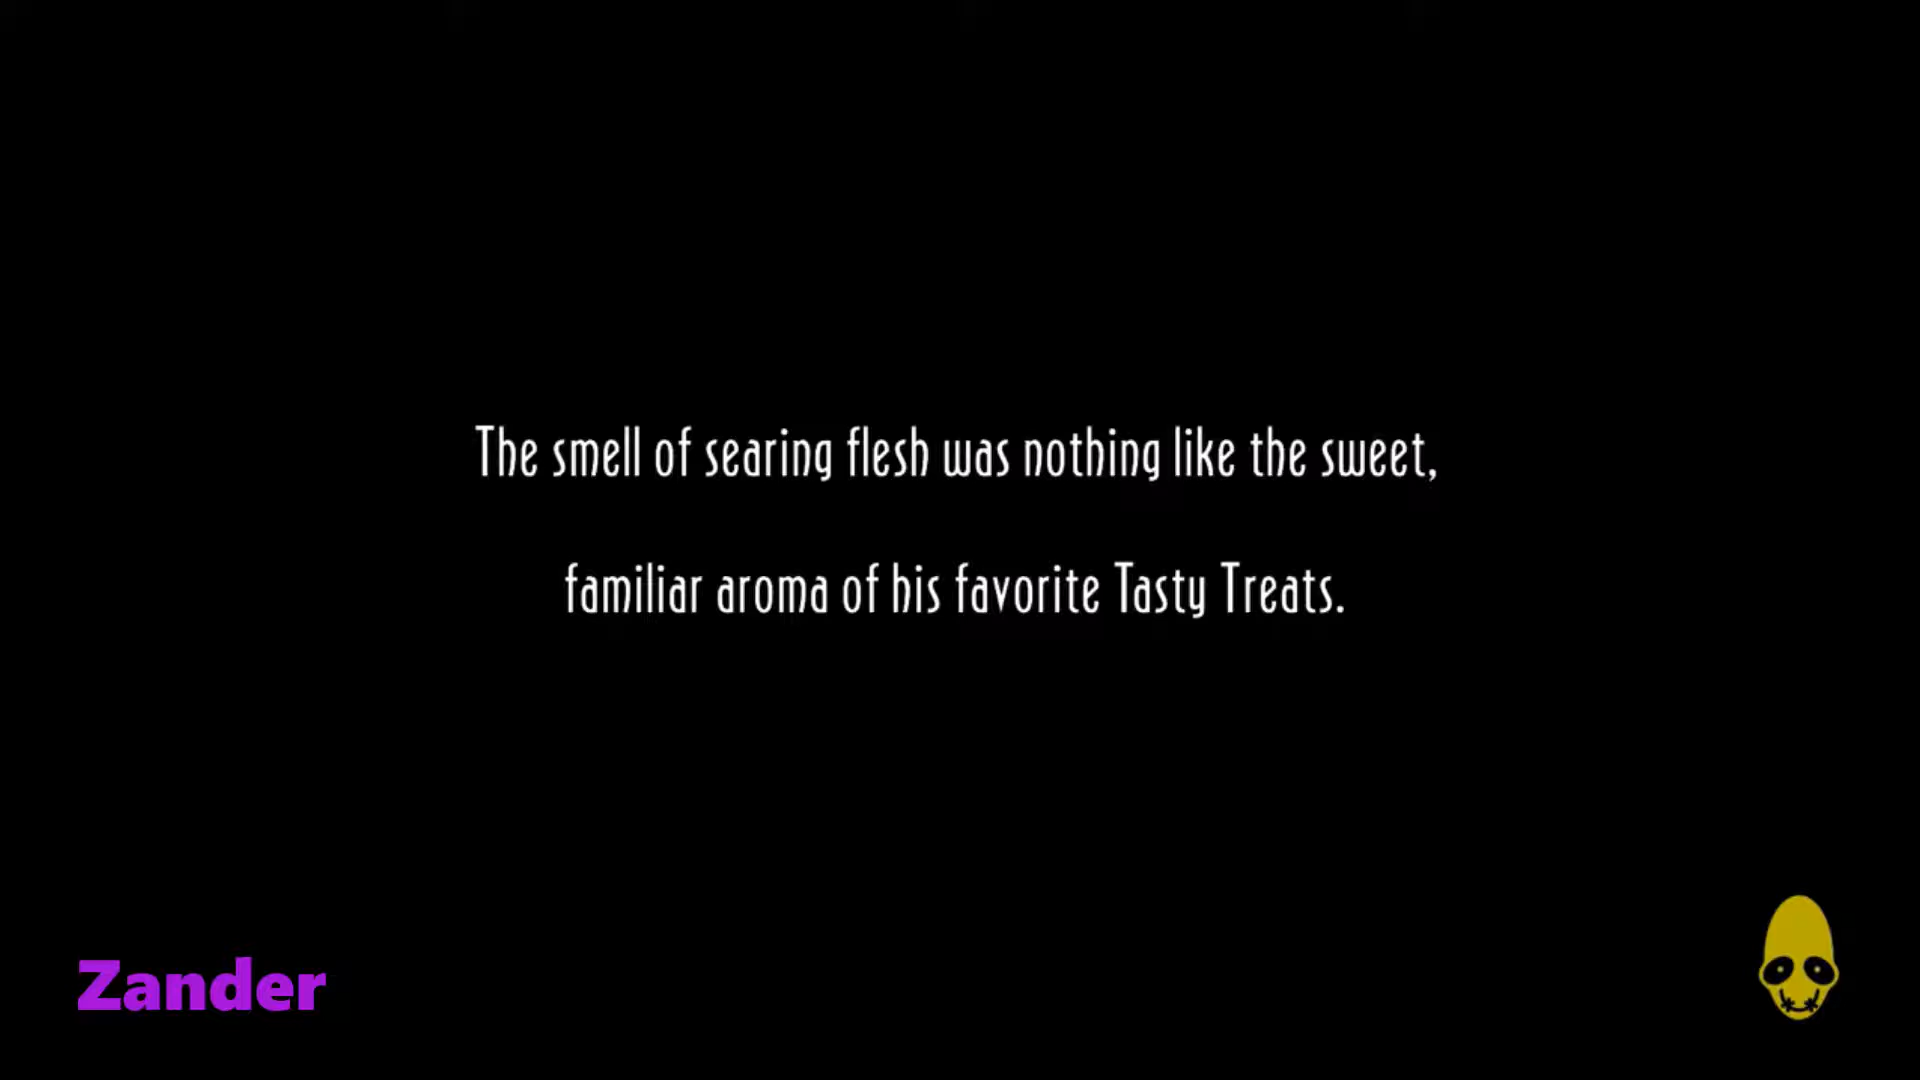 The smell of searing flesh was nothing like the sweet,
familiar aroma of his favorite Tasty Treats.
Zander